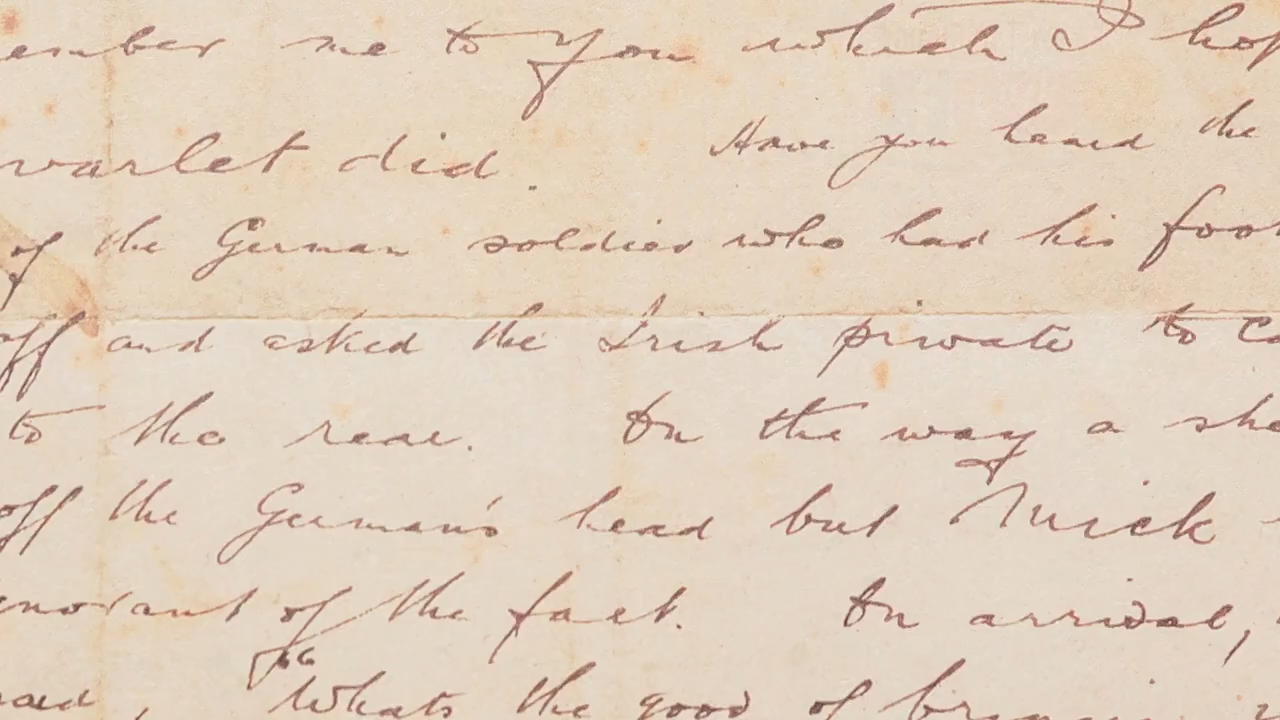 ember me to you which I hop
varlet did. Have you heard the
of the German soldier who had his foot
off and asked the Irish private to ca
to the rear. On the way a she
off the German's head but Mick
gnorant of the fact. On arrival,
said, "Whats the good of bringin